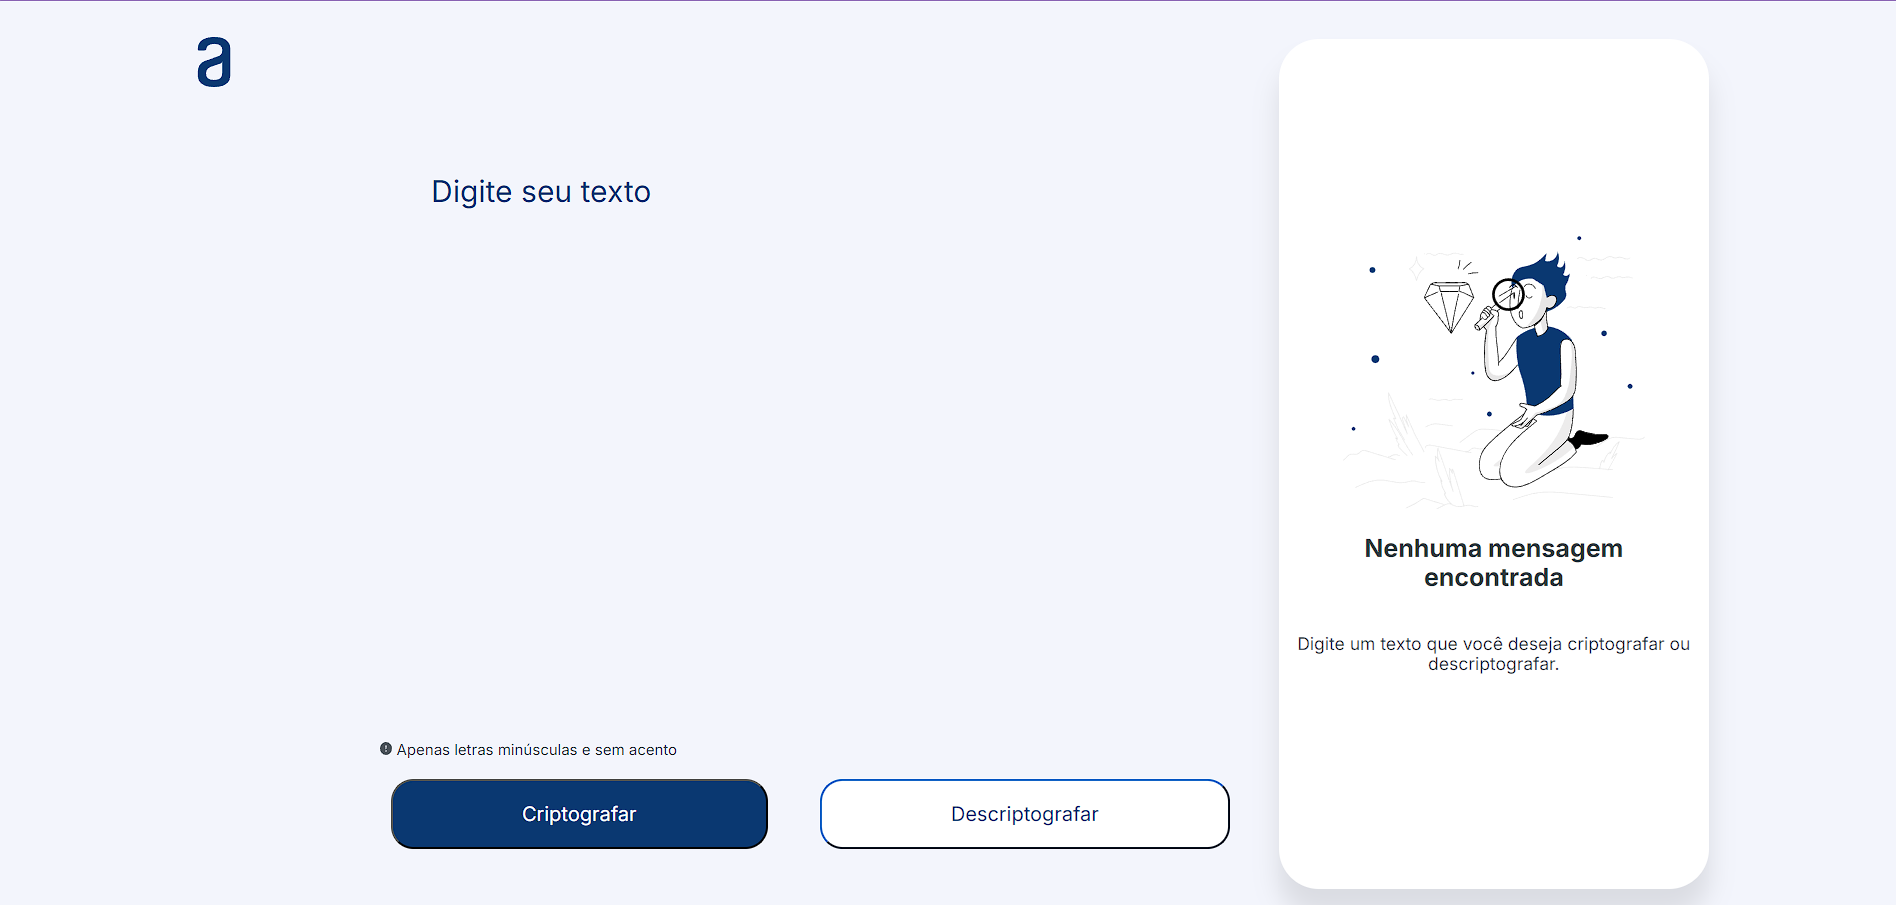 a
Digite seu texto
Apenas letras minúsculas e sem acento
Criptografar
Descriptografar
Nenhuma mensagem
encontrada
Digite um texto que você deseja criptografar ou
descriptografar.